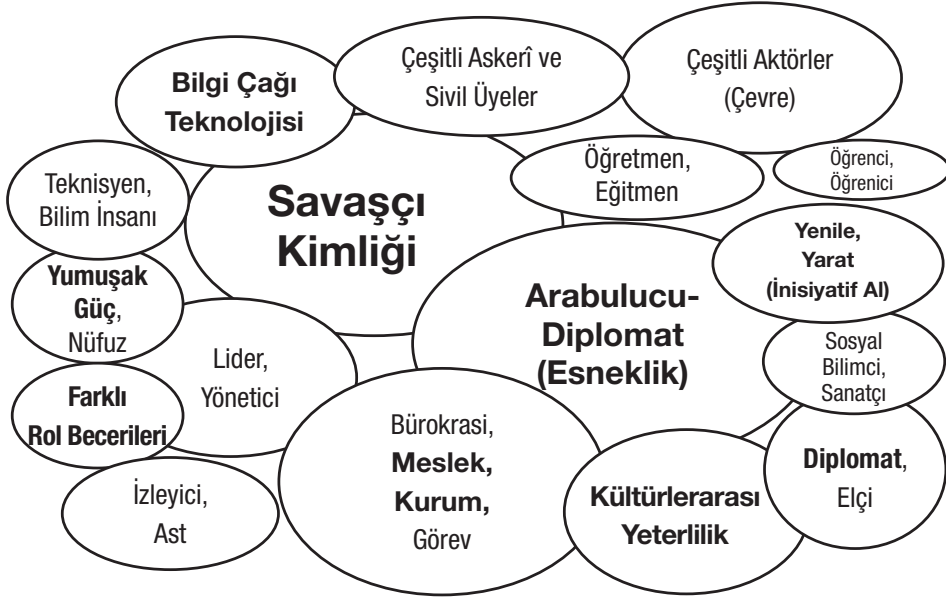 Bilgi Çağı
Teknolojisi
Çeşitli Askerî ve
Sivil Üyeler
Çeşitli Aktörler
(Çevre)
Öğretmen,
Eğitmen
Öğrenci,
Öğrenici
Teknisyen,
Bilim İnsanı
Savaşçı
Kimliği
Yenile,
Yarat
(İnisiyatif Al)
Yumuşak
Güç,
Nüfuz
Arabulucu-
Diplomat
(Esneklik)
Lider,
Yönetici
Sosyal
Bilimci,
Sanatçı
Farklı
Rol Becerileri
Bürokrasi,
Meslek,
Kurum,
Görev
Diplomat,
Elçi
Kültürlerarası
Yeterlilik
İzleyici,
Ast